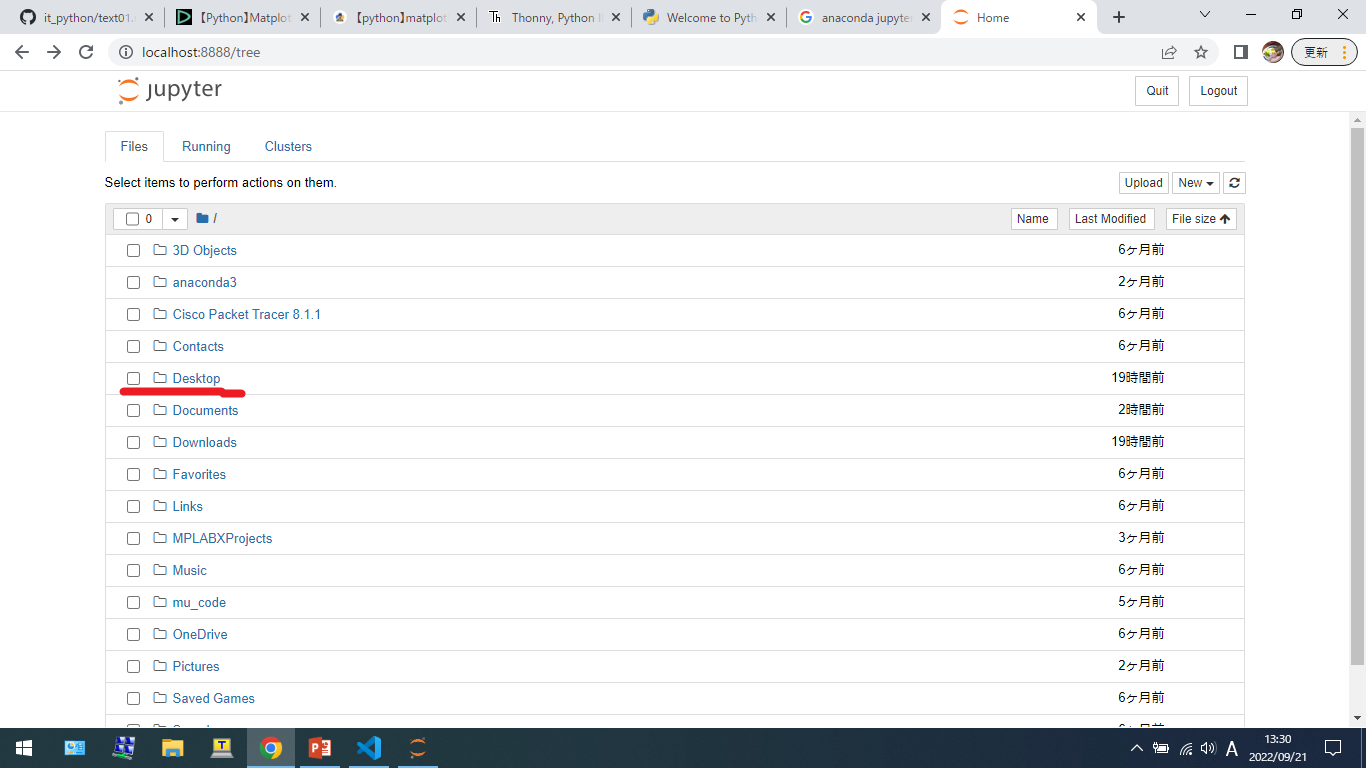 it_python/text01.
【Python】Matplot
【python】matplot
Th Thonny, Python
Welcome to Pyth
G anaconda jupyter
Home
localhost:8888/tree
更新
jupyter
Quit Logout
Files Running Clusters
Select items to perform actions on them.
Upload New
0 / Name Last Modified File size
3D Objects 6ヶ月前
anaconda3 2ヶ月前
Cisco Packet Tracer 8.1.1 6ヶ月前
Contacts 6ヶ月前
Desktop 19時間前
Documents 2時間前
Downloads 19時間前
Favorites 6ヶ月前
Links 6ヶ月前
MPLABXProjects 3ヶ月前
Music 6ヶ月前
mu_code 5ヶ月前
OneDrive 6ヶ月前
Pictures 2ヶ月前
Saved Games 6ヶ月前
A 13:30
2022/09/21